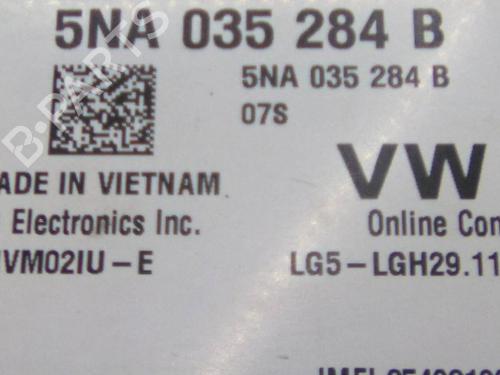 5NA 035 284 B
5NA 035 284 B
07S
ADE IN VIETNAM
VW
Electronics Inc.
Online Con
VM02IU-E
LG5-LGH29.11
B-PARTS